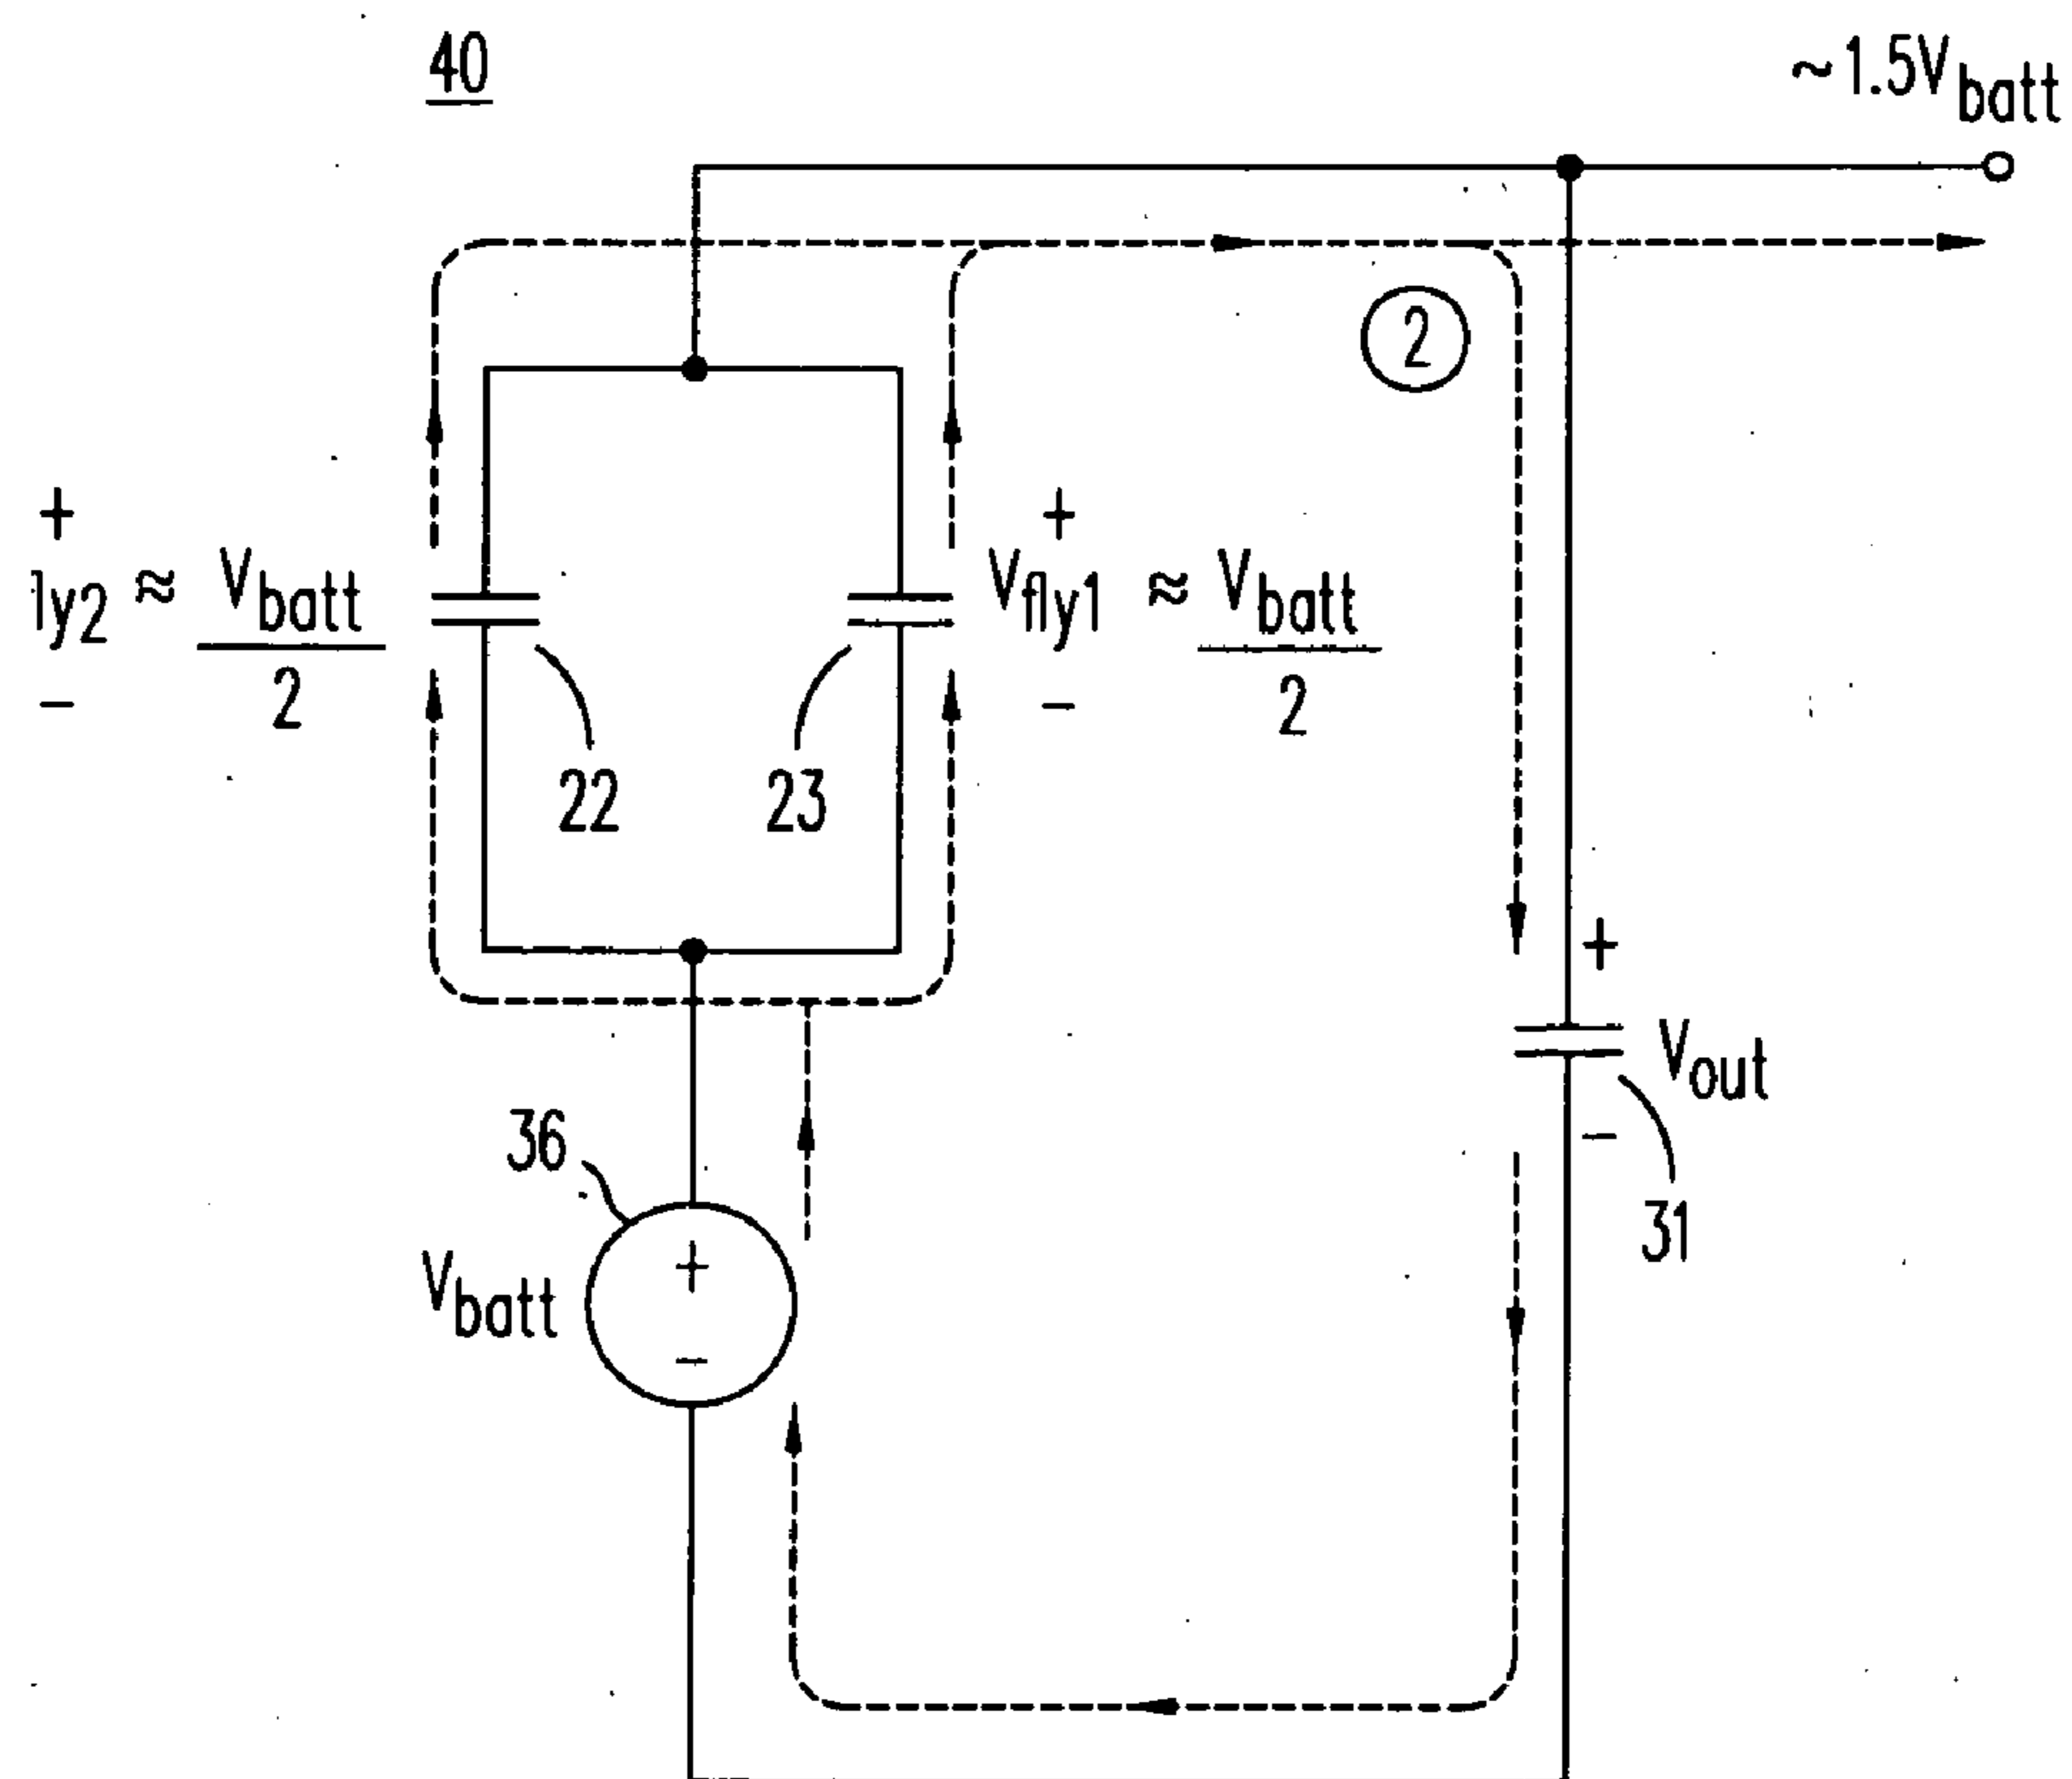 40
~1.5Vbatt
+
ly2 ≈ Vbatt/2
−
+
Vfly1 ≈ Vbatt/2
−
2
22
23
+
Vout
−
31
36
Vbatt
+
−